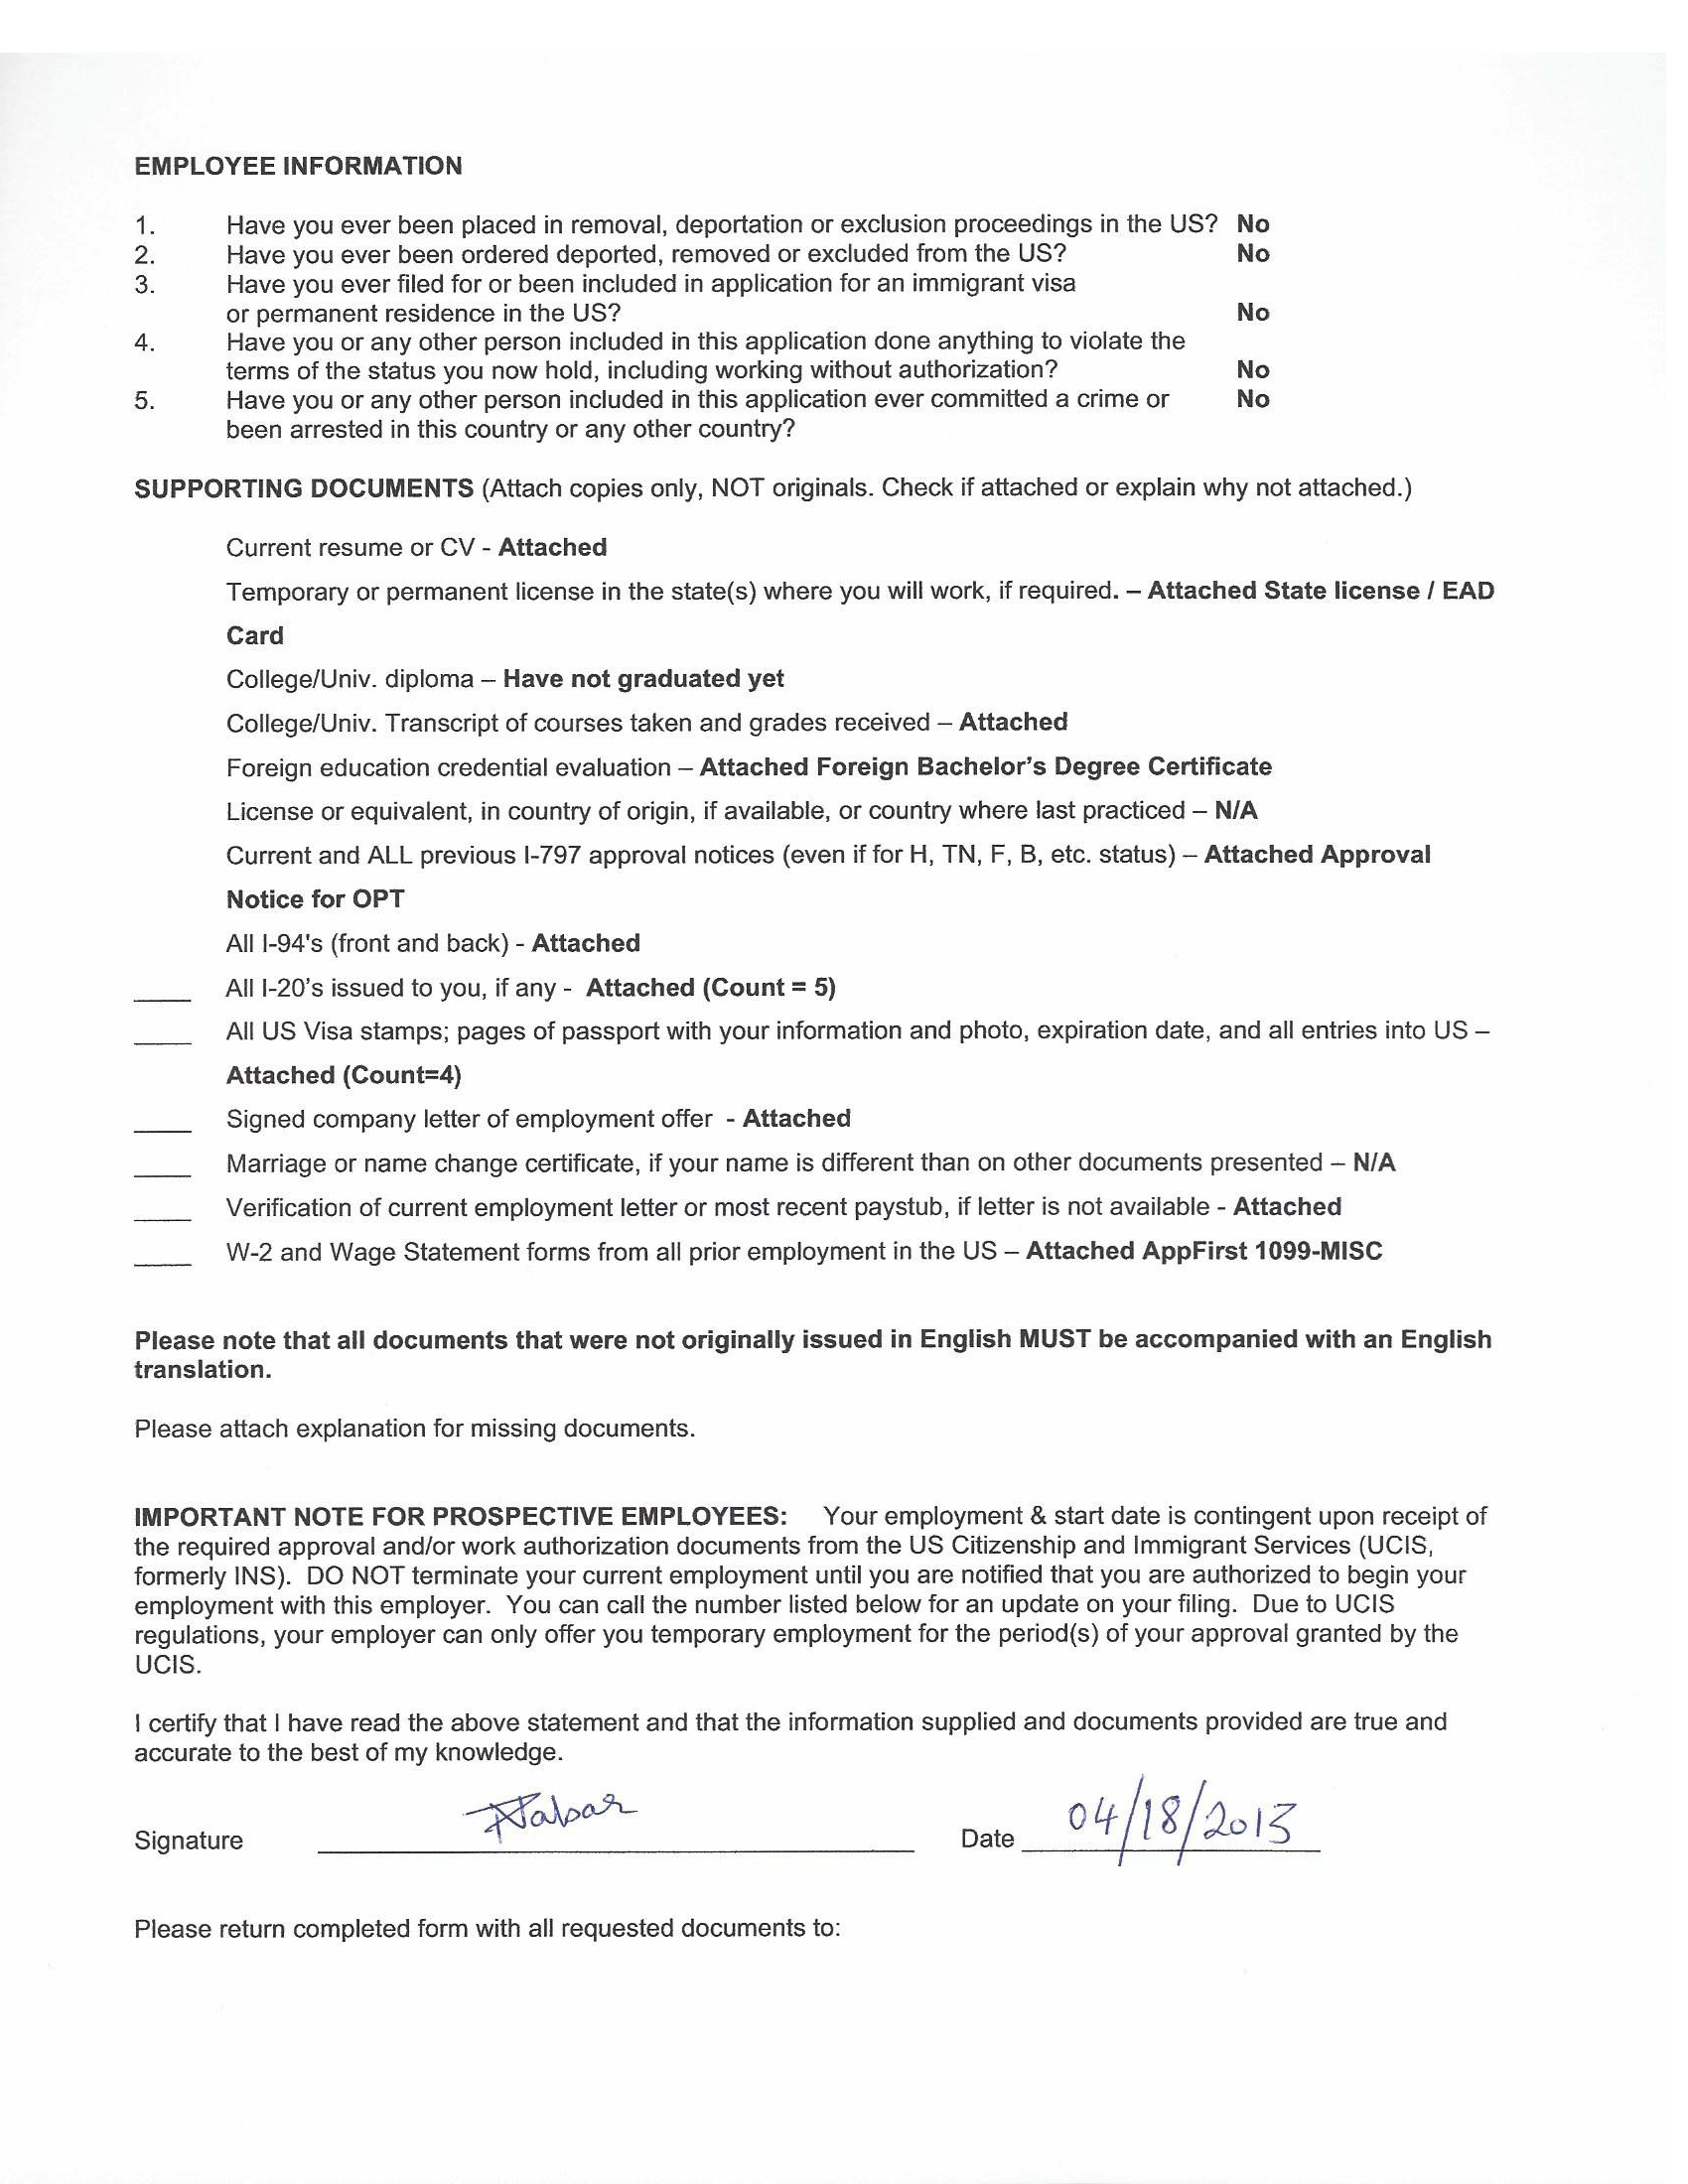 EMPLOYEE INFORMATION
1. Have you ever been placed in removal, deportation or exclusion proceedings in the US? No
2. Have you ever been ordered deported, removed or excluded from the US? No
3. Have you ever filed for or been included in application for an immigrant visa
or permanent residence in the US? No
4. Have you or any other person included in this application done anything to violate the
terms of the status you now hold, including working without authorization? No
5. Have you or any other person included in this application ever committed a crime or No
been arrested in this country or any other country?
SUPPORTING DOCUMENTS (Attach copies only, NOT originals. Check if attached or explain why not attached.)
Current resume or CV - Attached
Temporary or permanent license in the state(s) where you will work, if required. – Attached State license / EAD
Card
College/Univ. diploma – Have not graduated yet
College/Univ. Transcript of courses taken and grades received – Attached
Foreign education credential evaluation – Attached Foreign Bachelor's Degree Certificate
License or equivalent, in country of origin, if available, or country where last practiced – N/A
Current and ALL previous I-797 approval notices (even if for H, TN, F, B, etc. status) – Attached Approval
Notice for OPT
All I-94's (front and back) - Attached
All I-20's issued to you, if any - Attached (Count = 5)
All US Visa stamps; pages of passport with your information and photo, expiration date, and all entries into US –
Attached (Count=4)
Signed company letter of employment offer - Attached
Marriage or name change certificate, if your name is different than on other documents presented – N/A
Verification of current employment letter or most recent paystub, if letter is not available - Attached
W-2 and Wage Statement forms from all prior employment in the US – Attached AppFirst 1099-MISC
Please note that all documents that were not originally issued in English MUST be accompanied with an English
translation.
Please attach explanation for missing documents.
IMPORTANT NOTE FOR PROSPECTIVE EMPLOYEES: Your employment & start date is contingent upon receipt of
the required approval and/or work authorization documents from the US Citizenship and Immigrant Services (UCIS,
formerly INS). DO NOT terminate your current employment until you are notified that you are authorized to begin your
employment with this employer. You can call the number listed below for an update on your filing. Due to UCIS
regulations, your employer can only offer you temporary employment for the period(s) of your approval granted by the
UCIS.
I certify that I have read the above statement and that the information supplied and documents provided are true and
accurate to the best of my knowledge.
Signature Date 04/18/2013
Please return completed form with all requested documents to: